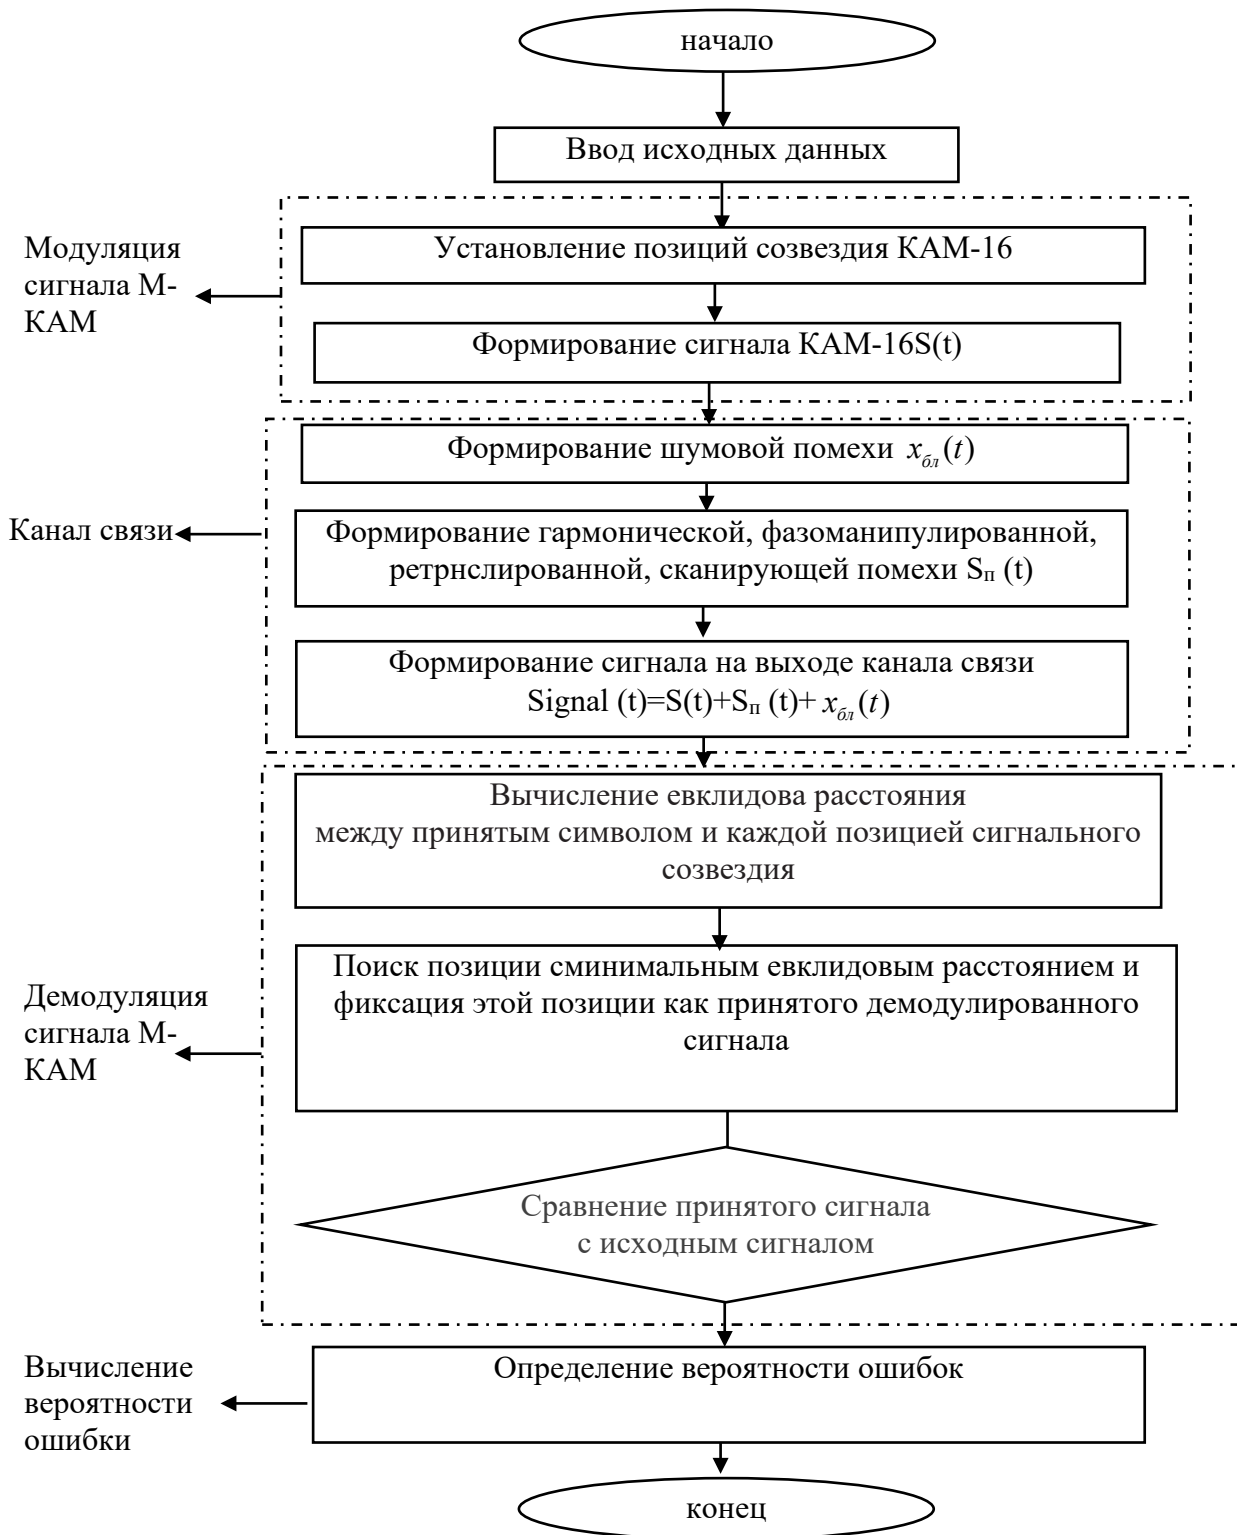 начало
Ввод исходных данных
Модуляция
сигнала М-
КАМ
Установление позиций созвездия КАМ-16
Формирование сигнала КАМ-16S(t)
Формирование шумовой помехи x_бл(t)
Канал связи
Формирование гармонической, фазоманипулированной,
ретрнслированной, сканирующей помехи Sп (t)
Формирование сигнала на выходе канала связи
Signal (t)=S(t)+Sп (t)+ x_бл(t)
Вычисление евклидова расстояния
между принятым символом и каждой позицией сигнального
созвездия
Демодуляция
сигнала М-
КАМ
Поиск позиции сминимальным евклидовым расстоянием и
фиксация этой позиции как принятого демодулированного
сигнала
Сравнение принятого сигнала
с исходным сигналом
Вычисление
вероятности
ошибки
Определение вероятности ошибок
конец